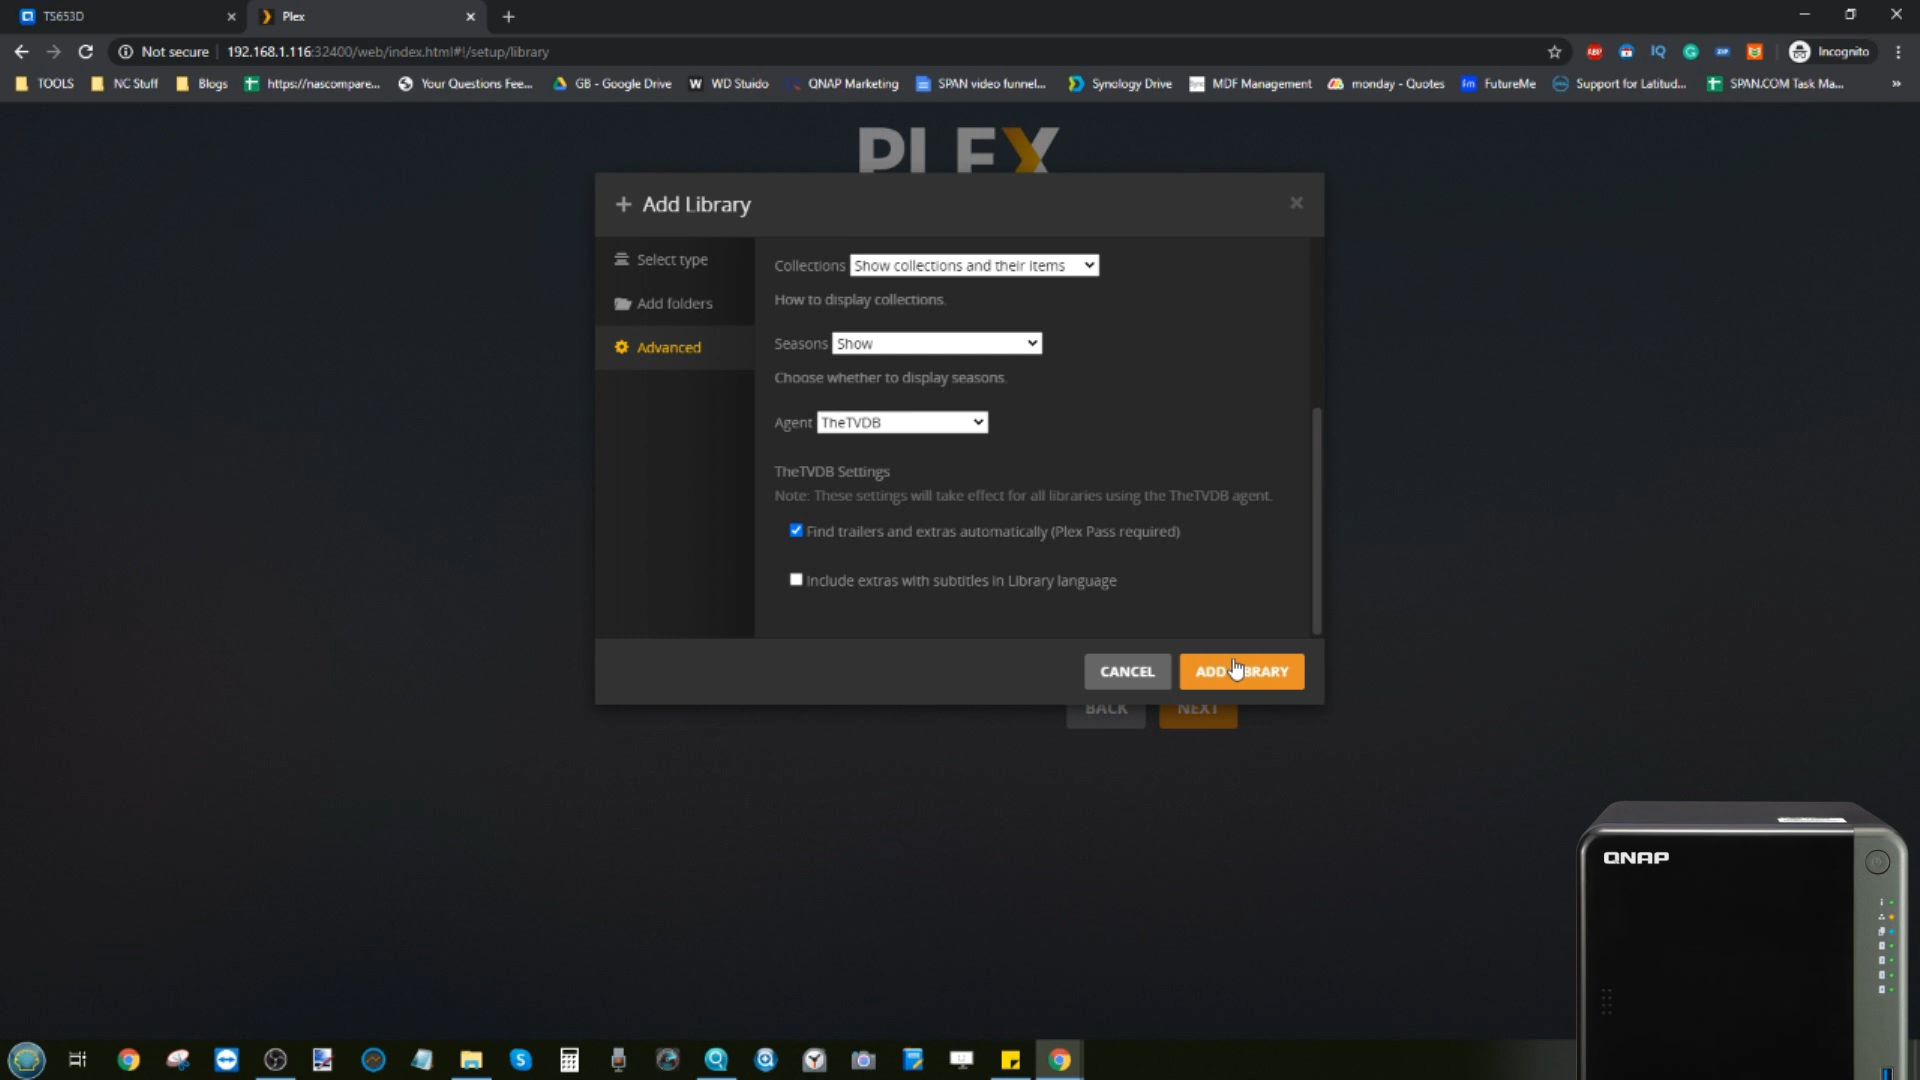 TS653D
Plex
Not secure
192.168.1.116:32400/web/index.html#!/setup/library
Incognito
TOOLS
NC Stuff
Blogs
https://nascompare...
Your Questions Fee...
GB - Google Drive
WD Stuido
QNAP Marketing
SPAN video funnel...
Synology Drive
MDF Management
monday - Quotes
FutureMe
Support for Latitud...
SPAN.COM Task Ma...
»
PLEX
+ Add Library
Select type
Add folders
Advanced
Collections Show collections and their items
How to display collections.
Seasons Show
Choose whether to display seasons.
Agent TheTVDB
TheTVDB Settings
Note: These settings will take effect for all libraries using the TheTVDB agent.
Find trailers and extras automatically (Plex Pass required)
Include extras with subtitles in Library language
CANCEL
ADD LIBRARY
BACK
NEXT
QNAP